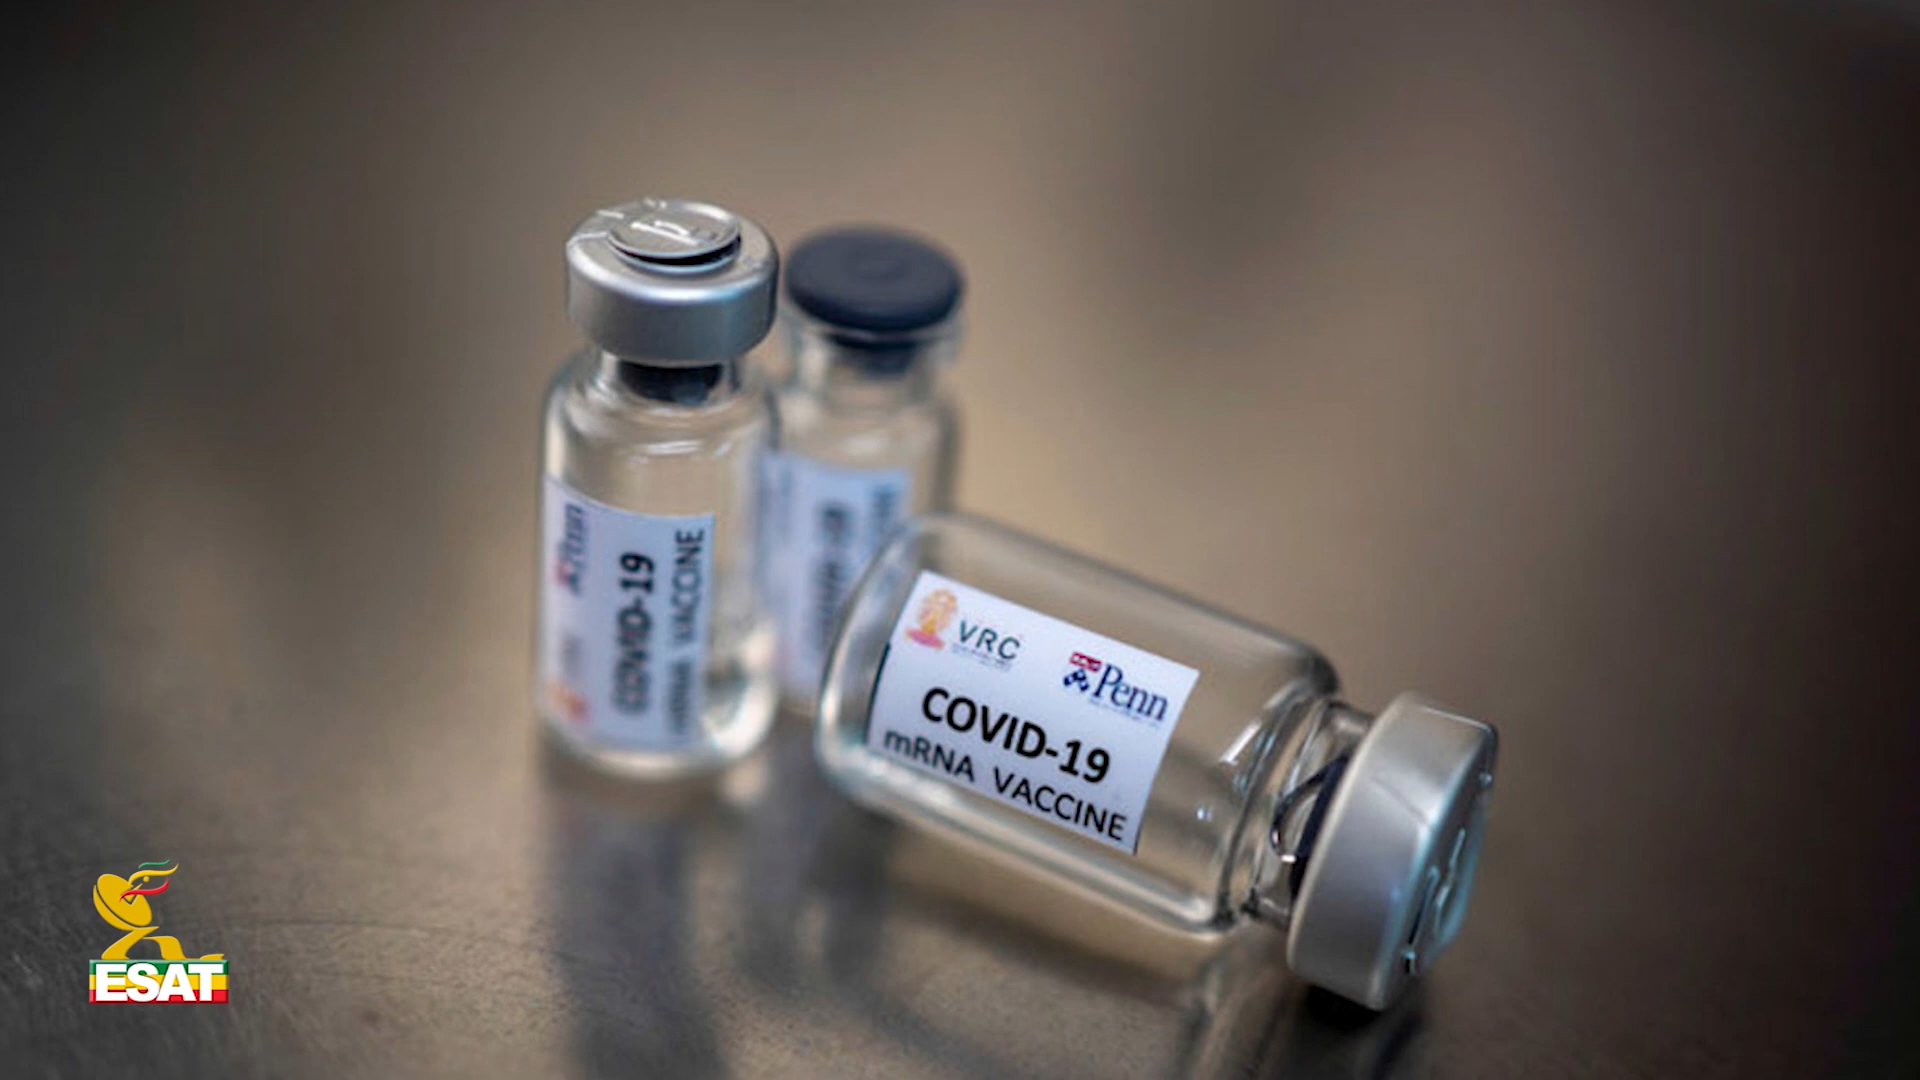 Penn
COVID-19
mRNA VACCINE
VRC
Penn
COVID-19
mRNA VACCINE
ESAT